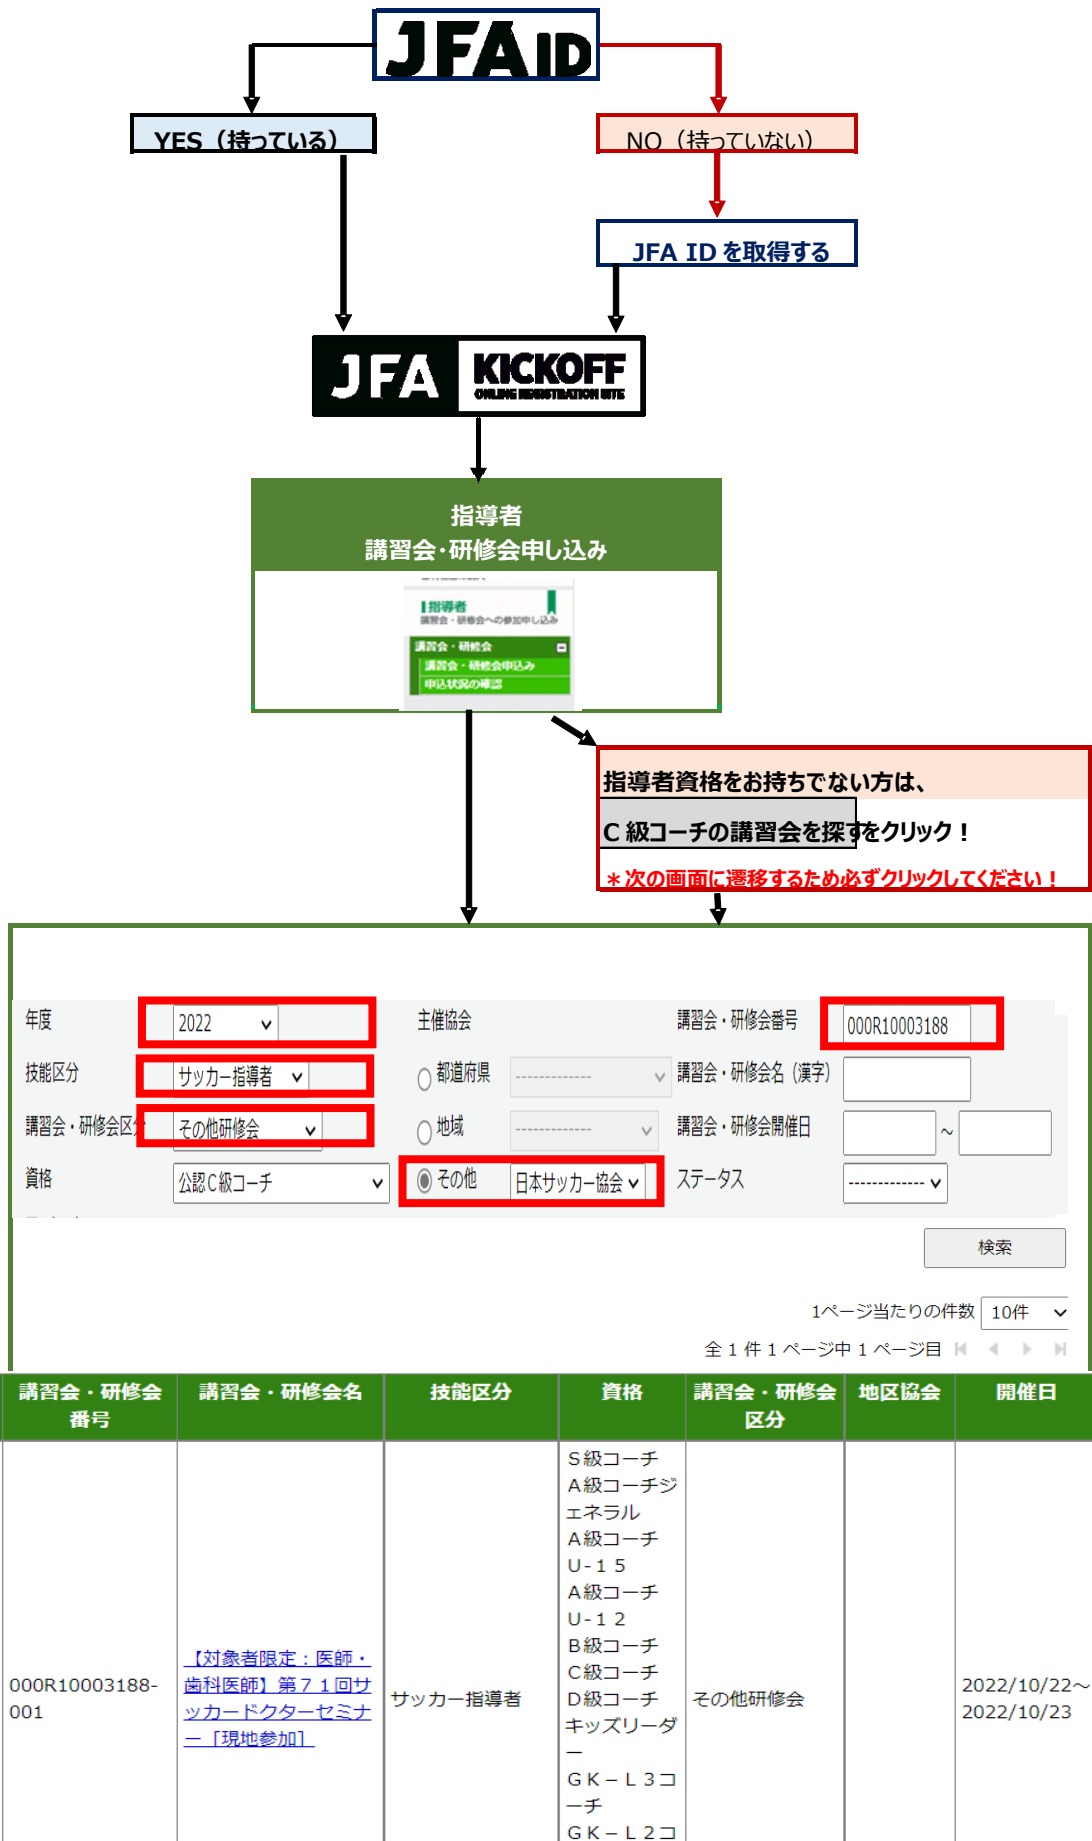 JFA ID
YES（持っている）
NO（持っていない）
JFA ID を取得する
JFA KICKOFF
ONLINE REGISTRATION SITE
指導者
講習会・研修会申し込み
指導者
講習会・研修会への参加申し込み
講習会・研修会
講習会・研修会申込み
申込状況の確認
指導者資格をお持ちでない方は、
C 級コーチの講習会を探すをクリック！
＊次の画面に遷移するため必ずクリックしてください！
年度 2022 主催協会 講習会・研修会番号 000R10003188
技能区分 サッカー指導者 都道府県 ------------- 講習会・研修会名（漢字）
講習会・研修会区分 その他研修会 地域 ------------- 講習会・研修会開催日 ～
資格 公認Ｃ級コーチ その他 日本サッカー協会 ステータス -------------
検索
1ページ当たりの件数 10件
全 1 件 1 ページ中 1 ページ目
講習会・研修会番号 講習会・研修会名 技能区分 資格 講習会・研修会区分 地区協会 開催日
000R10003188-
001
【対象者限定：医師・
歯科医師】第７１回サ
ッカードクターセミナ
ー［現地参加］
サッカー指導者
Ｓ級コーチ
Ａ級コーチジ
ェネラル
Ａ級コーチ
U-１５
Ａ級コーチ
U-１２
Ｂ級コーチ
Ｃ級コーチ
Ｄ級コーチ
キッズリーダ
ー
ＧＫ－Ｌ３コ
ーチ
ＧＫ－Ｌ２コ
その他研修会
2022/10/22～
2022/10/23